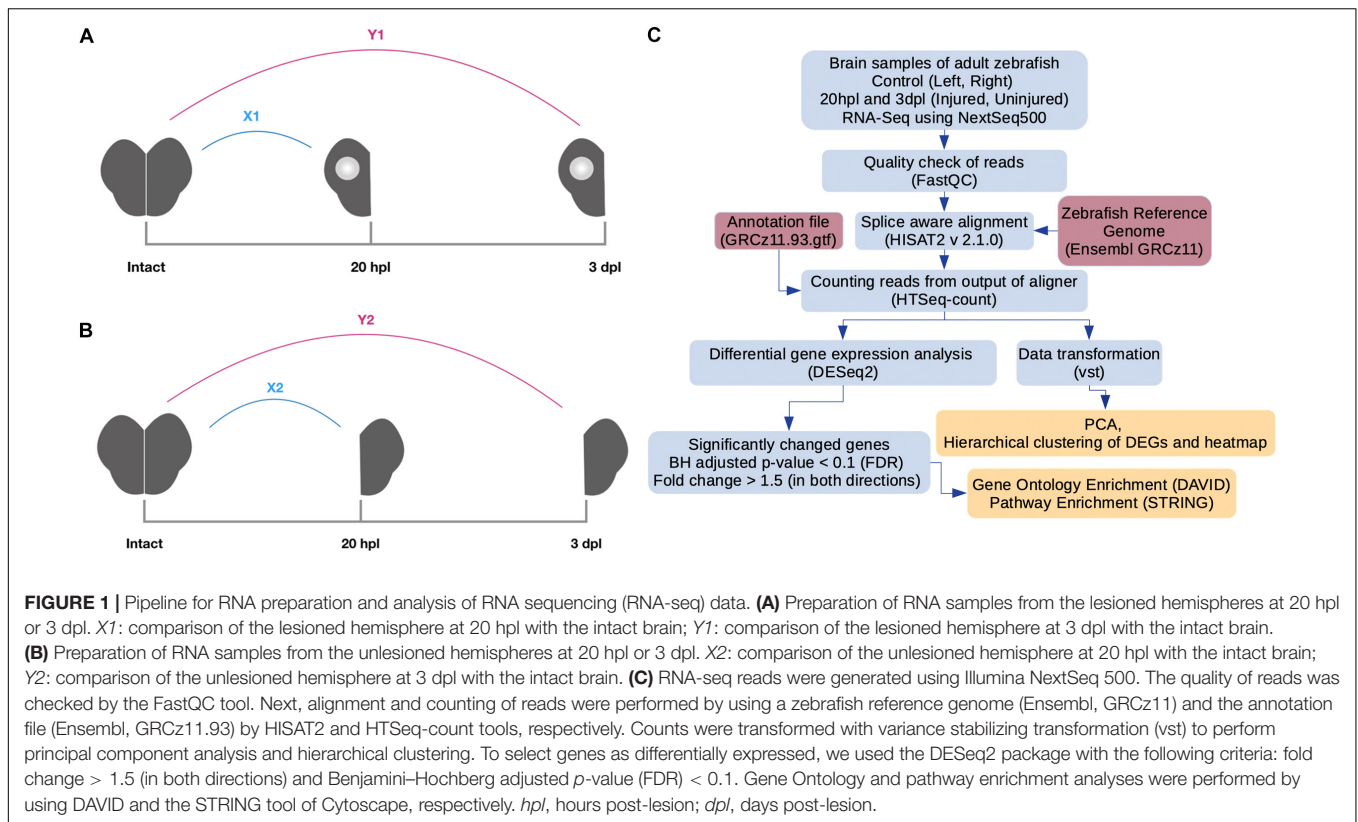 A
Y1
X1
Intact
20 hpl
3 dpl
B
Y2
X2
Intact
20 hpl
3 dpl
C
Brain samples of adult zebrafish
Control (Left, Right)
20hpl and 3dpl (Injured, Uninjured)
RNA-Seq using NextSeq500
Quality check of reads
(FastQC)
Annotation file
(GRCz11.93.gtf)
Splice aware alignment
(HISAT2 v 2.1.0)
Zebrafish Reference
Genome
(Ensembl GRCz11)
Counting reads from output of aligner
(HTSeq-count)
Differential gene expression analysis
(DESeq2)
Data transformation
(vst)
PCA,
Hierarchical clustering of DEGs and heatmap
Significantly changed genes
BH adjusted p-value < 0.1 (FDR)
Fold change > 1.5 (in both directions)
Gene Ontology Enrichment (DAVID)
Pathway Enrichment (STRING)
FIGURE 1 | Pipeline for RNA preparation and analysis of RNA sequencing (RNA-seq) data. (A) Preparation of RNA samples from the lesioned hemispheres at 20 hpl
or 3 dpl. X1: comparison of the lesioned hemisphere at 20 hpl with the intact brain; Y1: comparison of the lesioned hemisphere at 3 dpl with the intact brain.
(B) Preparation of RNA samples from the unlesioned hemispheres at 20 hpl or 3 dpl. X2: comparison of the unlesioned hemisphere at 20 hpl with the intact brain;
Y2: comparison of the unlesioned hemisphere at 3 dpl with the intact brain. (C) RNA-seq reads were generated using Illumina NextSeq 500. The quality of reads was
checked by the FastQC tool. Next, alignment and counting of reads were performed by using a zebrafish reference genome (Ensembl, GRCz11) and the annotation
file (Ensembl, GRCz11.93) by HISAT2 and HTSeq-count tools, respectively. Counts were transformed with variance stabilizing transformation (vst) to perform
principal component analysis and hierarchical clustering. To select genes as differentially expressed, we used the DESeq2 package with the following criteria: fold
change > 1.5 (in both directions) and Benjamini–Hochberg adjusted p-value (FDR) < 0.1. Gene Ontology and pathway enrichment analyses were performed by
using DAVID and the STRING tool of Cytoscape, respectively. hpl, hours post-lesion; dpl, days post-lesion.